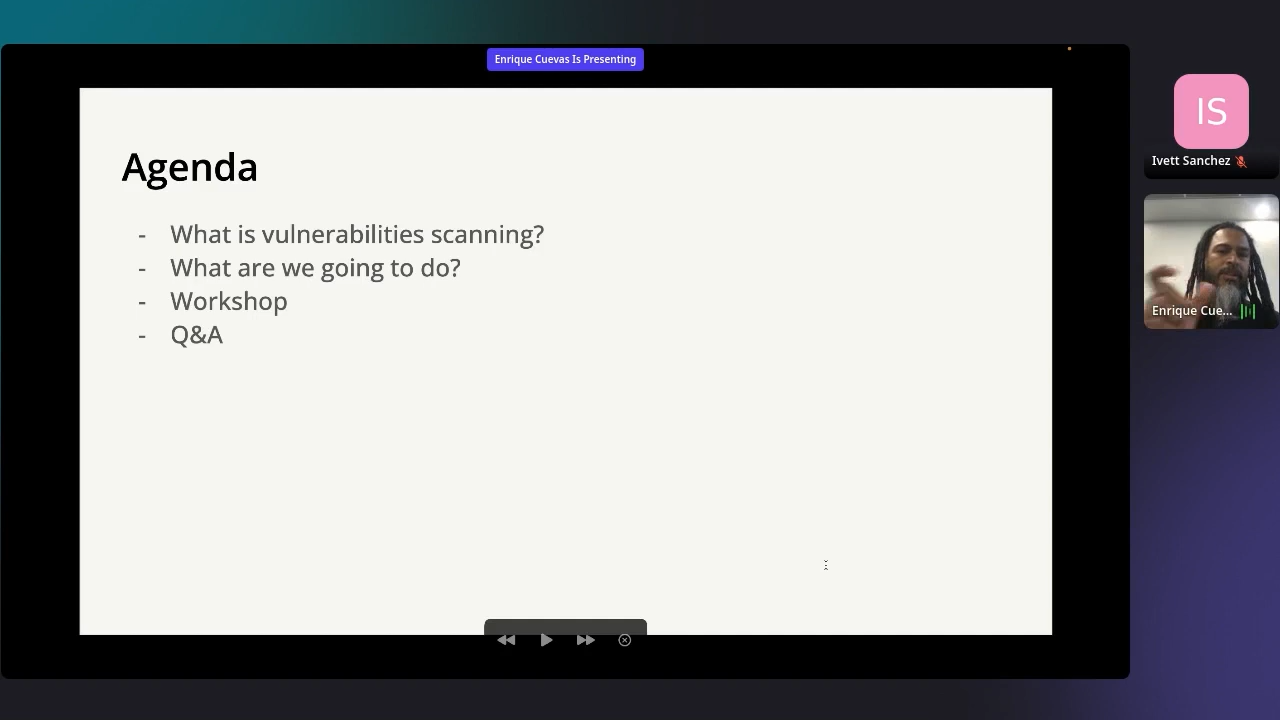 Enrique Cuevas Is Presenting
Agenda
- What is vulnerabilities scanning?
- What are we going to do?
- Workshop
- Q&A
IS
Ivett Sanchez
Enrique Cue...